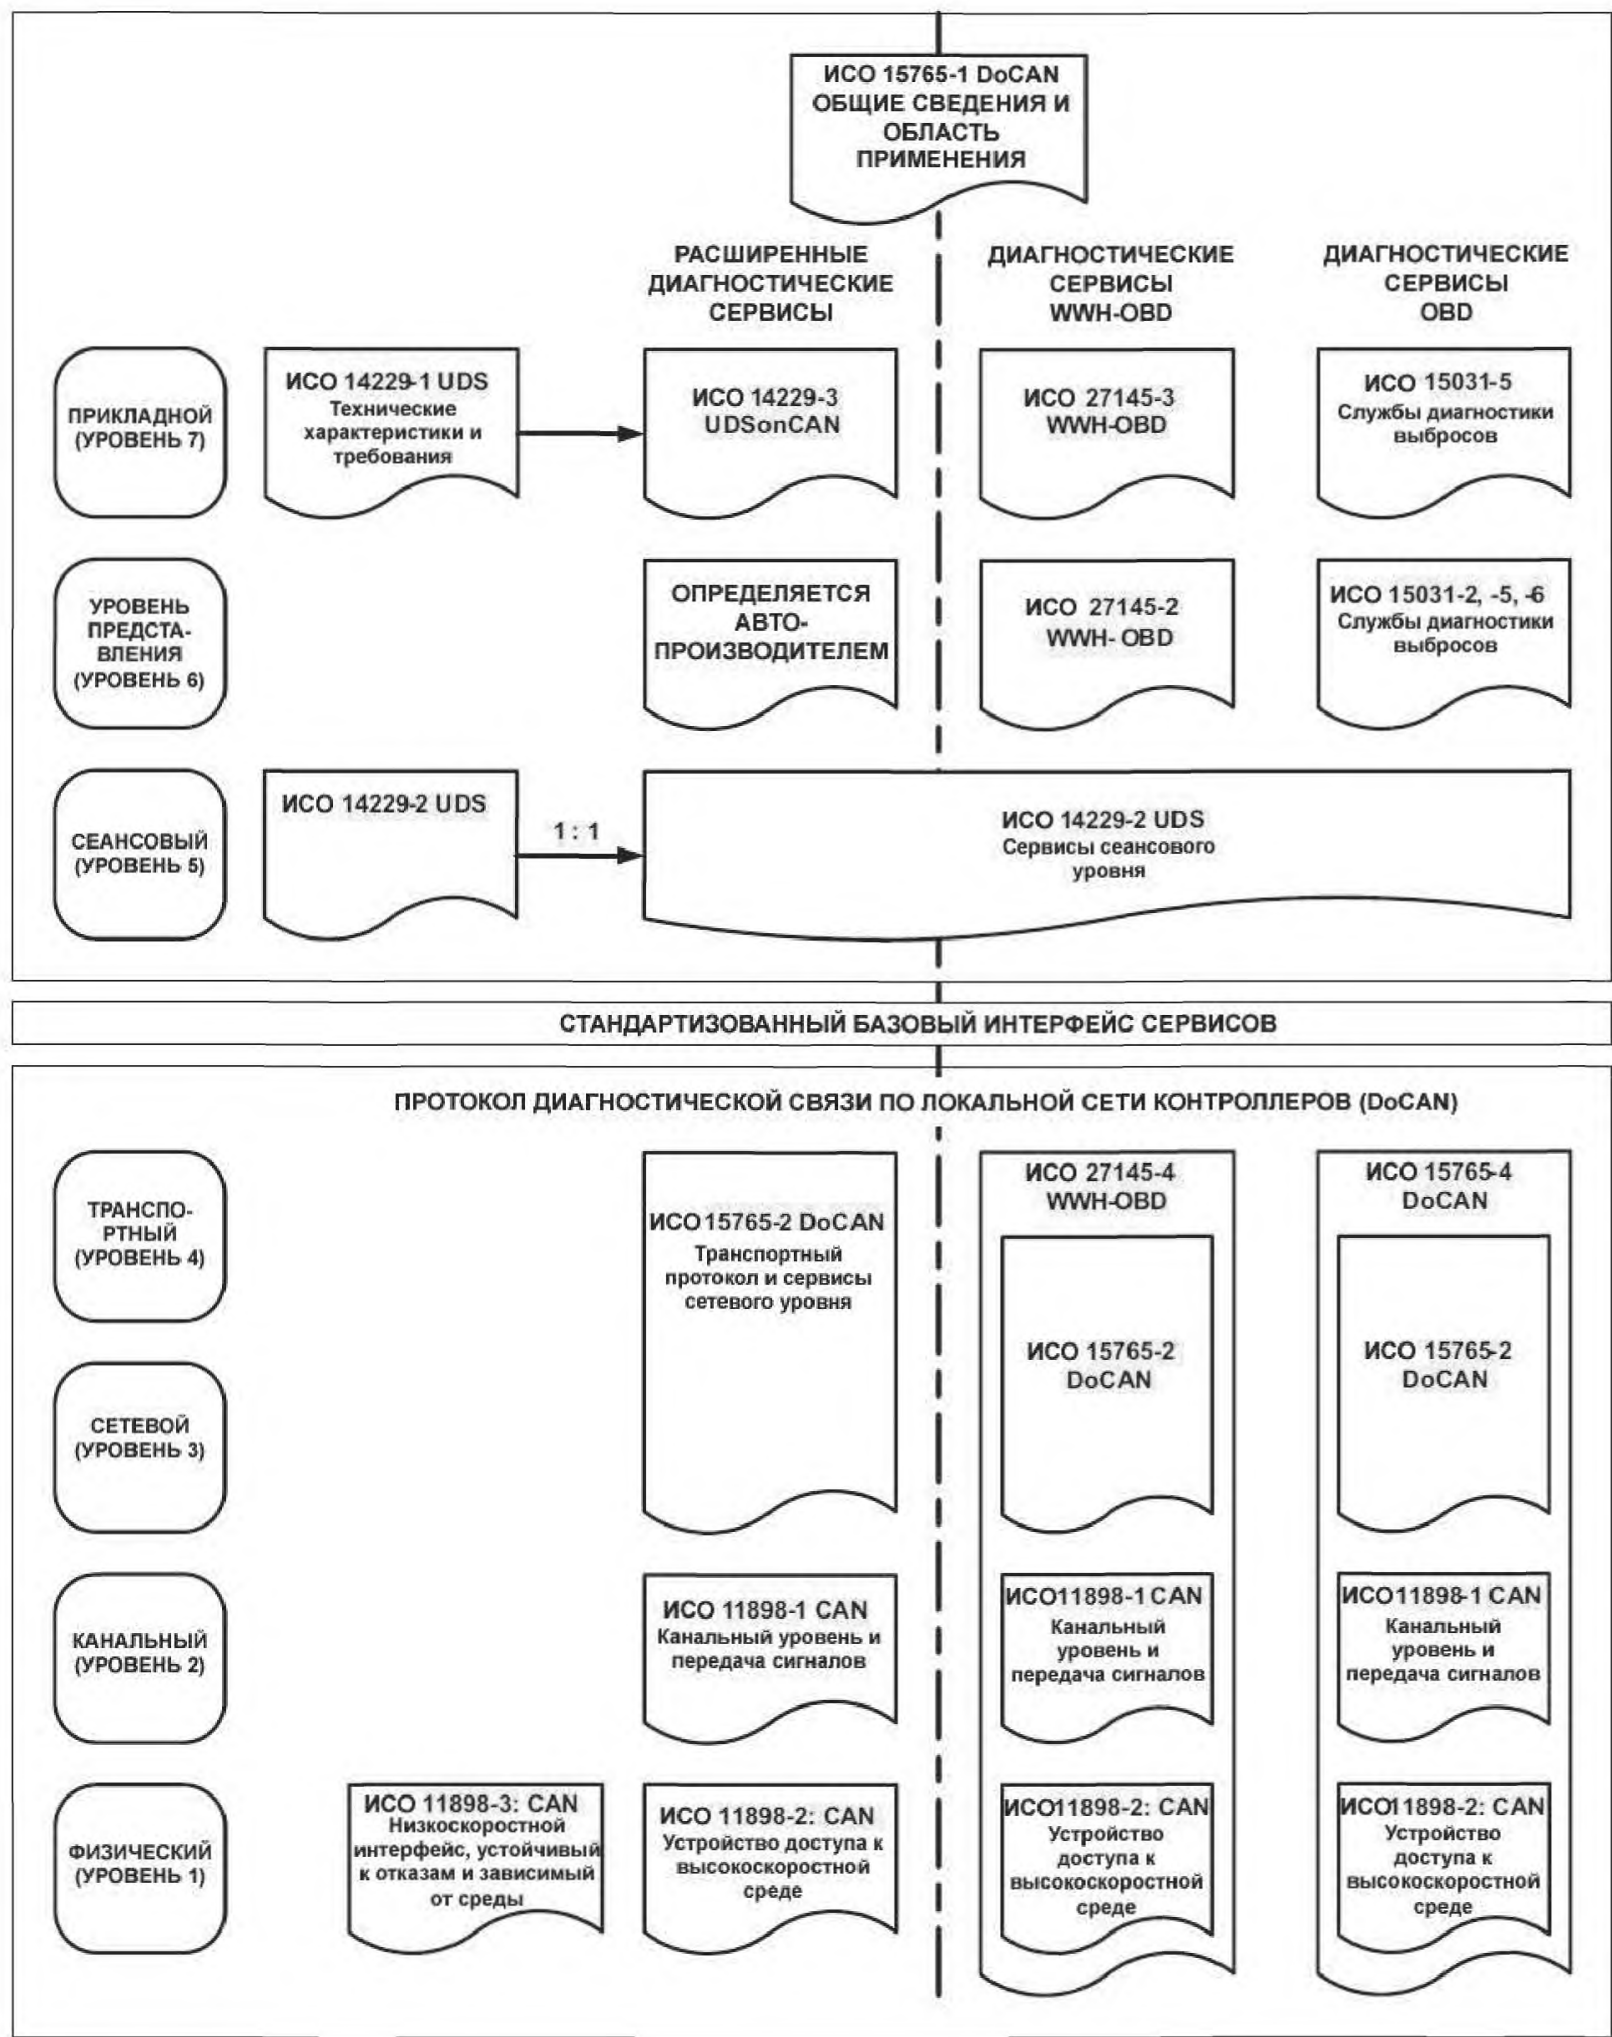 ИСО 15765-1 DoCAN
ОБЩИЕ СВЕДЕНИЯ И
ОБЛАСТЬ
ПРИМЕНЕНИЯ
РАСШИРЕННЫЕ
ДИАГНОСТИЧЕСКИЕ
СЕРВИСЫ
ДИАГНОСТИЧЕСКИЕ
СЕРВИСЫ
WWH-OBD
ДИАГНОСТИЧЕСКИЕ
СЕРВИСЫ
OBD
ПРИКЛАДНОЙ
(УРОВЕНЬ 7)
ИСО 14229-1 UDS
Технические
характеристики и
требования
ИСО 14229-3
UDSonCAN
ИСО 27145-3
WWH-OBD
ИСО 15031-5
Службы диагностики
выбросов
УРОВЕНЬ
ПРЕДСТА-
ВЛЕНИЯ
(УРОВЕНЬ 6)
ОПРЕДЕЛЯЕТСЯ
АВТО-
ПРОИЗВОДИТЕЛЕМ
ИСО 27145-2
WWH- OBD
ИСО 15031-2, -5, -6
Службы диагностики
выбросов
СЕАНСОВЫЙ
(УРОВЕНЬ 5)
ИСО 14229-2 UDS
1 : 1
ИСО 14229-2 UDS
Сервисы сеансового
уровня
СТАНДАРТИЗОВАННЫЙ БАЗОВЫЙ ИНТЕРФЕЙС СЕРВИСОВ
ПРОТОКОЛ ДИАГНОСТИЧЕСКОЙ СВЯЗИ ПО ЛОКАЛЬНОЙ СЕТИ КОНТРОЛЛЕРОВ (DoCAN)
ТРАНСПО-
РТНЫЙ
(УРОВЕНЬ 4)
ИСО 15765-2 DoCAN
Транспортный
протокол и сервисы
сетевого уровня
ИСО 27145-4
WWH-OBD
ИСО 15765-4
DoCAN
ИСО 15765-2
DoCAN
ИСО 15765-2
DoCAN
СЕТЕВОЙ
(УРОВЕНЬ 3)
КАНАЛЬНЫЙ
(УРОВЕНЬ 2)
ИСО 11898-1 CAN
Канальный уровень и
передача сигналов
ИСО11898-1 CAN
Канальный
уровень и
передача сигналов
ИСО11898-1 CAN
Канальный
уровень и
передача сигналов
ФИЗИЧЕСКИЙ
(УРОВЕНЬ 1)
ИСО 11898-3: CAN
Низкоскоростной
интерфейс, устойчивый
к отказам и зависимый
от среды
ИСО 11898-2: CAN
Устройство доступа к
высокоскоростной
среде
ИСО11898-2: CAN
Устройство
доступа к
высокоскоростной
среде
ИСО11898-2: CAN
Устройство
доступа к
высокоскоростной
среде